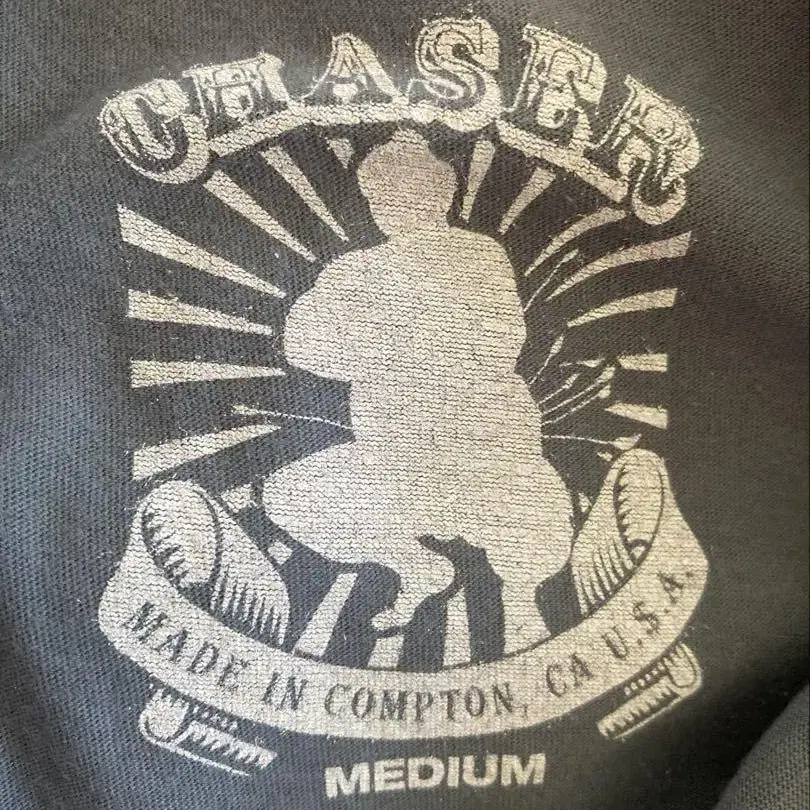 CHASER
MADE IN COMPTON, CA U.S.A.
MEDIUM